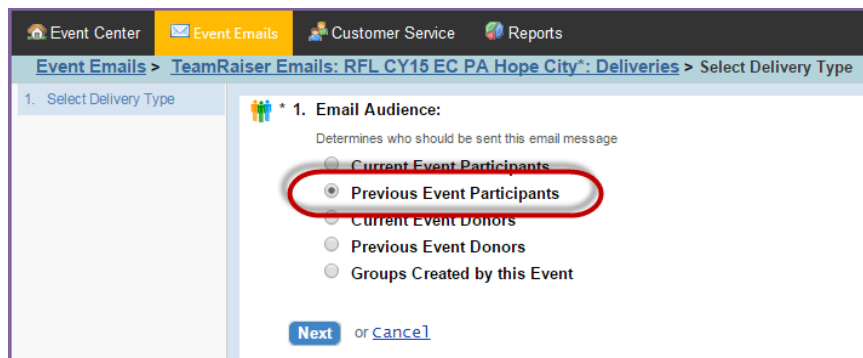 Event Center Event Emails Customer Service Reports
Event Emails > TeamRaiser Emails: RFL CY15 EC PA Hope City*: Deliveries > Select Delivery Type
1. Select Delivery Type
* 1. Email Audience:
Determines who should be sent this email message
Current Event Participants
Previous Event Participants
Current Event Donors
Previous Event Donors
Groups Created by this Event
Next or Cancel